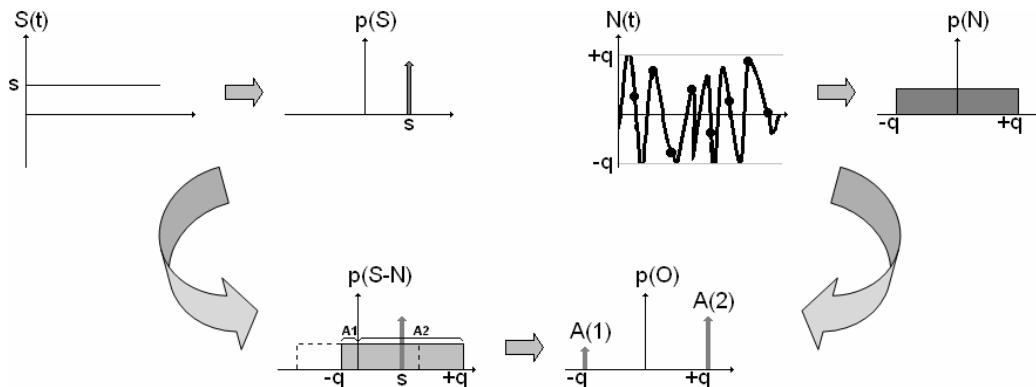 S(t)
s
p(S)
s
N(t)
+q
-q
p(N)
-q
+q
p(S-N)
A1
A2
-q
s
+q
p(O)
A(1)
A(2)
-q
+q